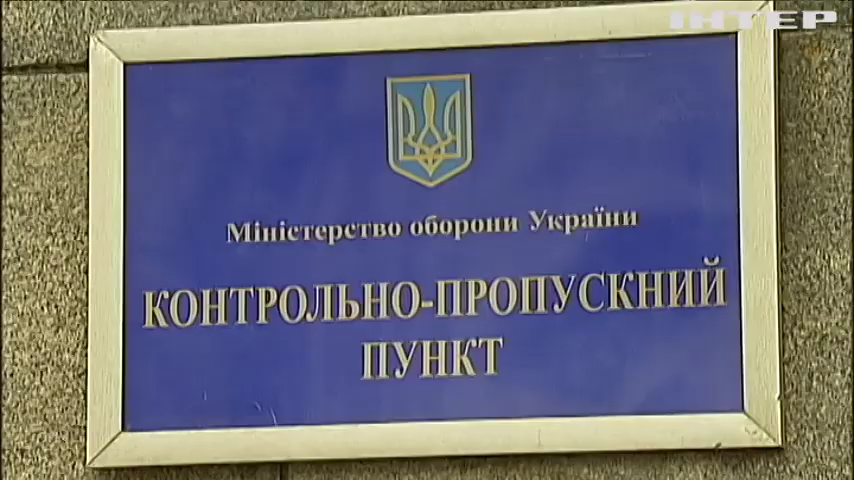 ІНТЕР
Міністерство оборони України
КОНТРОЛЬНО-ПРОПУСКНИЙ
ПУНКТ